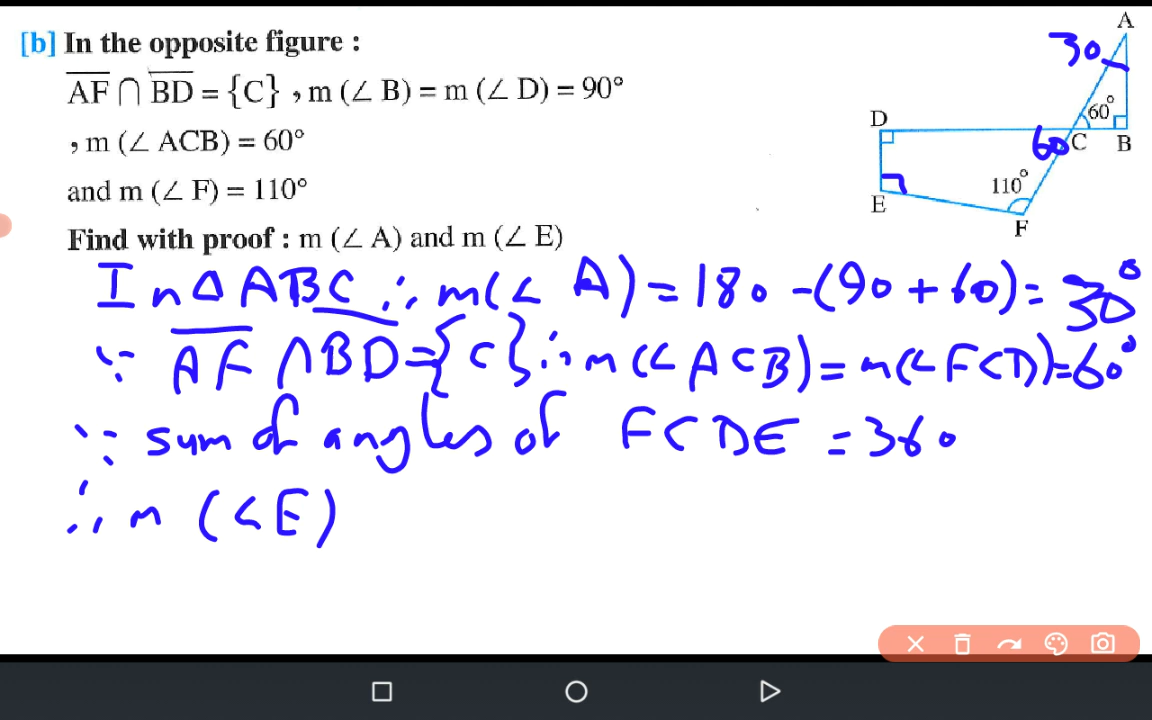 [b] In the opposite figure :
AF ∩ BD = {C} , m (∠ B) = m (∠ D) = 90°
, m (∠ ACB) = 60°
and m (∠ F) = 110°
Find with proof : m (∠ A) and m (∠ E)
A
30
60°
D
60
C
B
110°
E
F
In Δ ABC ∴ m(∠ A) = 180 - (90 + 60) = 30°
∵ AF ∩ BD = {C} ∴ m(∠ACB) = m(∠FCD) = 60°
∵ sum of angles of FCDE = 360
∴ m (∠E)